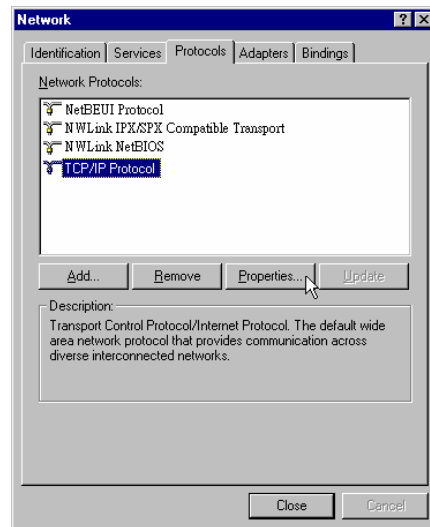 Network
Identification Services Protocols Adapters Bindings
Network Protocols:
NetBEUI Protocol
NWLink IPX/SPX Compatible Transport
NWLink NetBIOS
TCP/IP Protocol
Add... Remove Properties... Update
Description:
Transport Control Protocol/Internet Protocol. The default wide
area network protocol that provides communication across
diverse interconnected networks.
Close Cancel